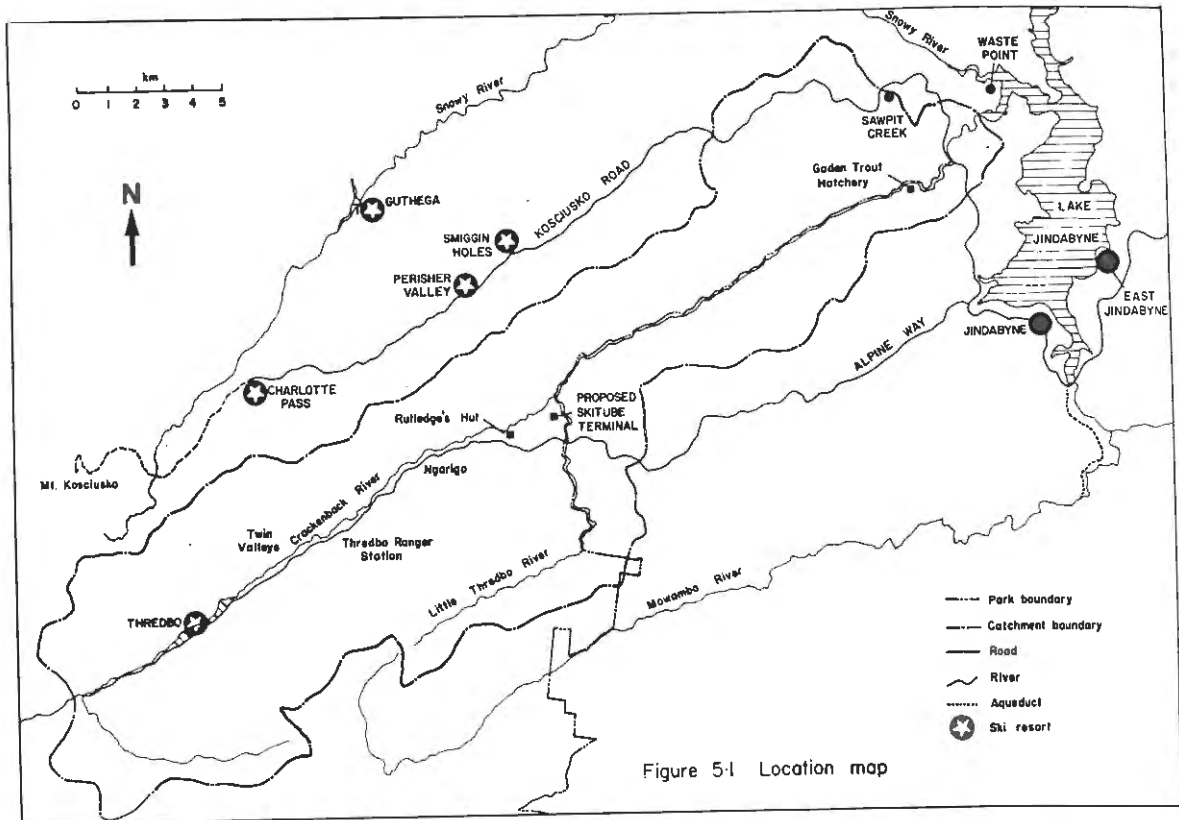 km
0 1 2 3 4 5
N
Snowy River
Snowy River
WASTE
POINT
SAWPIT
CREEK
Gaden Trout
Hatchery
GUTHEGA
SMIGGIN
HOLES
KOSCIUSKO ROAD
PERISHER
VALLEY
LAKE
JINDABYNE
EAST
JINDABYNE
JINDABYNE
ALPINE WAY
CHARLOTTE
PASS
PROPOSED
SKITUBE
TERMINAL
Rutledge's Hut
Mt. Kosciusko
Ngarigo
Crackenback River
Twin
Valleys
Thredbo Ranger
Station
Little Thredbo River
Mowamba River
THREDBO
Park boundary
Catchment boundary
Road
River
Aqueduct
Ski resort
Figure 5·1 Location map